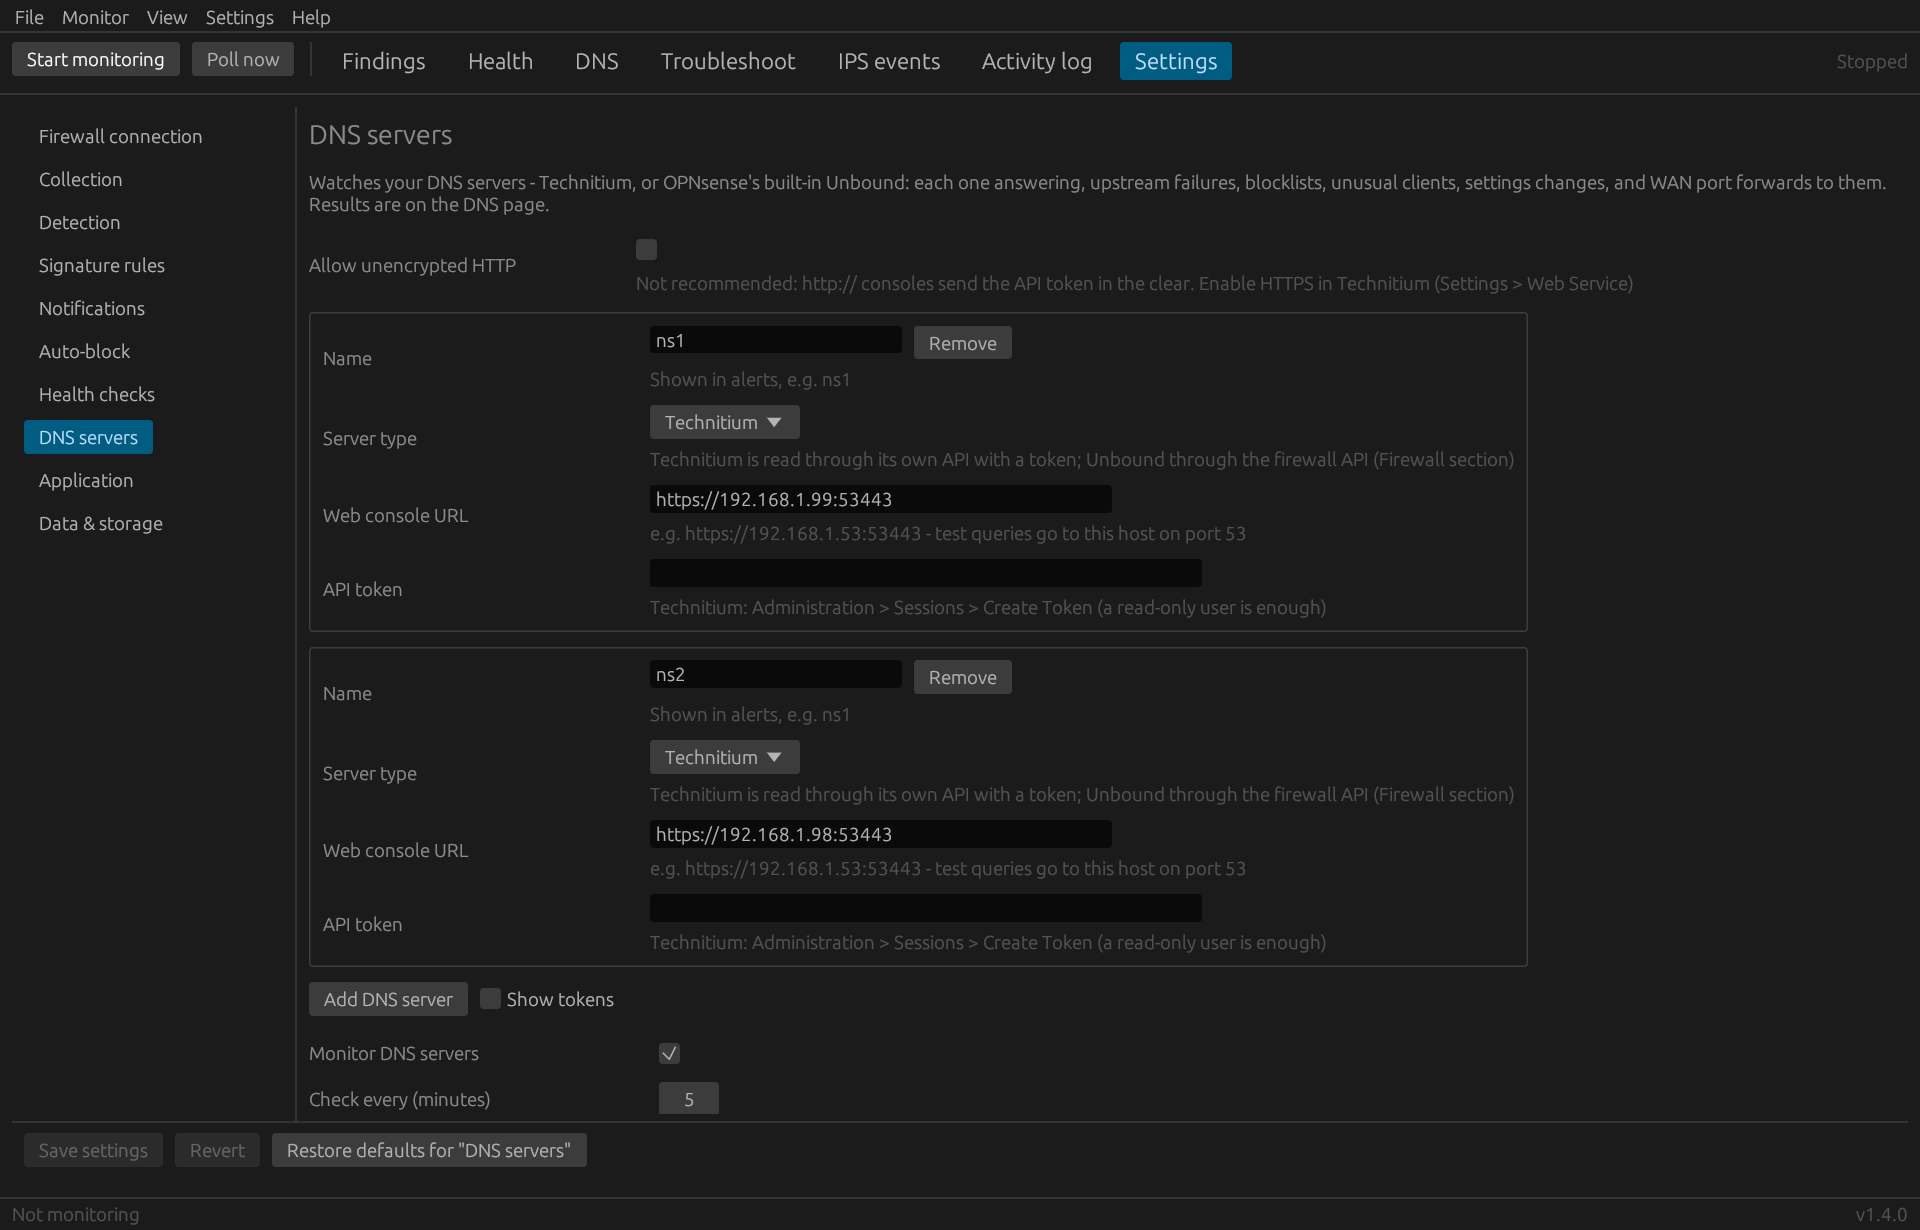 File Monitor View Settings Help
Start monitoring Poll now Findings Health DNS Troubleshoot IPS events Activity log Settings Stopped
Firewall connection
Collection
Detection
Signature rules
Notifications
Auto-block
Health checks
DNS servers
Application
Data & storage
DNS servers
Watches your DNS servers - Technitium, or OPNsense's built-in Unbound: each one answering, upstream failures, blocklists, unusual clients, settings changes, and WAN port forwards to them.
Results are on the DNS page.
Allow unencrypted HTTP
Not recommended: http:// consoles send the API token in the clear. Enable HTTPS in Technitium (Settings > Web Service)
Name ns1 Remove
Shown in alerts, e.g. ns1
Server type Technitium
Technitium is read through its own API with a token; Unbound through the firewall API (Firewall section)
Web console URL https://192.168.1.99:53443
e.g. https://192.168.1.53:53443 - test queries go to this host on port 53
API token
Technitium: Administration > Sessions > Create Token (a read-only user is enough)
Name ns2 Remove
Shown in alerts, e.g. ns1
Server type Technitium
Technitium is read through its own API with a token; Unbound through the firewall API (Firewall section)
Web console URL https://192.168.1.98:53443
e.g. https://192.168.1.53:53443 - test queries go to this host on port 53
API token
Technitium: Administration > Sessions > Create Token (a read-only user is enough)
Add DNS server Show tokens
Monitor DNS servers
Check every (minutes) 5
Save settings Revert Restore defaults for "DNS servers"
Not monitoring v1.4.0